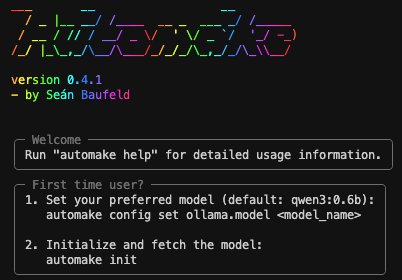 AutoMake
version 0.4.1
- by Seán Baufeld
Welcome
Run "automake help" for detailed usage information.
First time user?
1. Set your preferred model (default: qwen3:0.6b):
automake config set ollama.model <model_name>
2. Initialize and fetch the model:
automake init